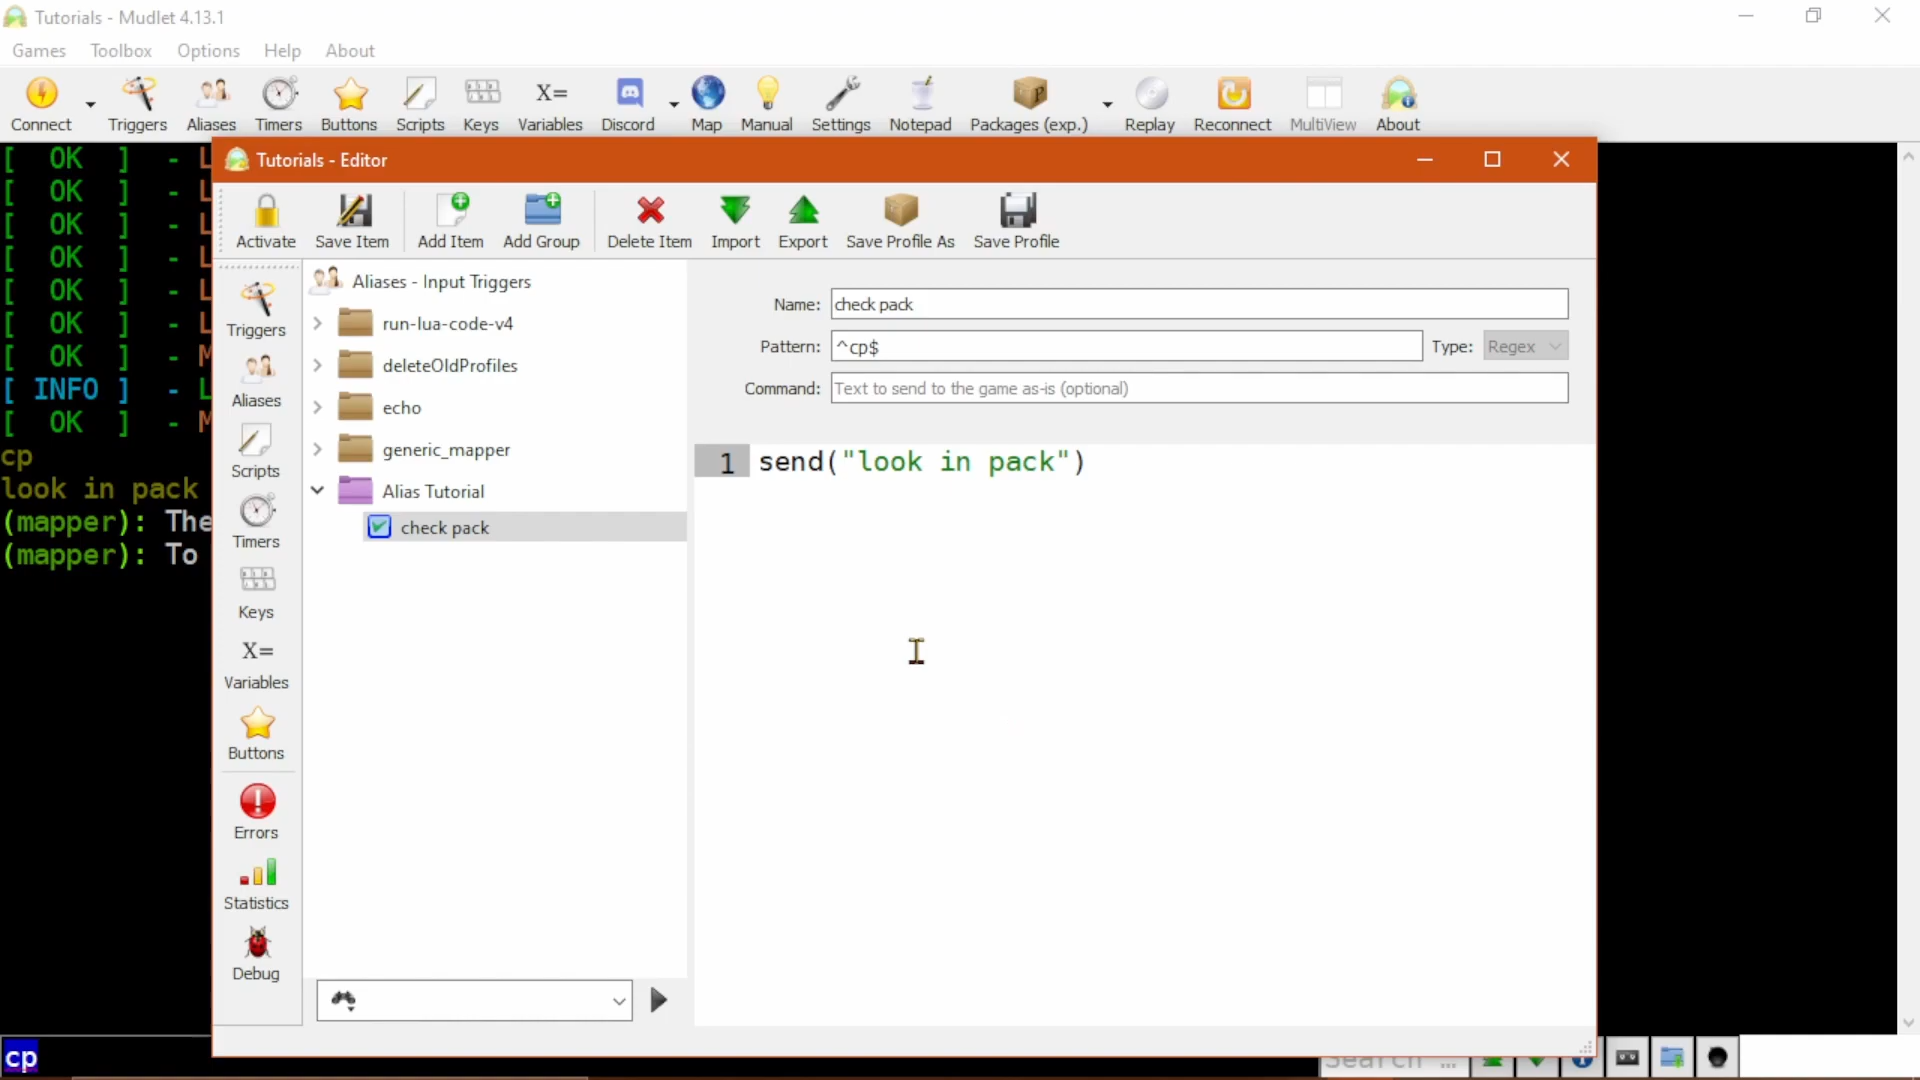 Tutorials - Mudlet 4.13.1
Games Toolbox Options Help About
Connect Triggers Aliases Timers Buttons Scripts Keys X= Variables Discord Map Manual Settings Notepad Packages (exp.) Replay Reconnect MultiView About
[ OK ] - L
[ OK ] - L
[ OK ] - L
[ OK ] - L
[ OK ] - L
[ OK ] - L
[ OK ] - M
[ INFO ] - L
[ OK ] - M
cp
look in pack
(mapper): The
(mapper): To
cp
Tutorials - Editor
Activate Save Item Add Item Add Group Delete Item Import Export Save Profile As Save Profile
Triggers
Aliases
Scripts
Timers
Keys
X=
Variables
Buttons
Errors
Statistics
Debug
Aliases - Input Triggers
run-lua-code-v4
deleteOldProfiles
echo
generic_mapper
Alias Tutorial
check pack
Name: check pack
Pattern: ^cp$ Type: Regex
Command: Text to send to the game as-is (optional)
1 send("look in pack")
Search ...